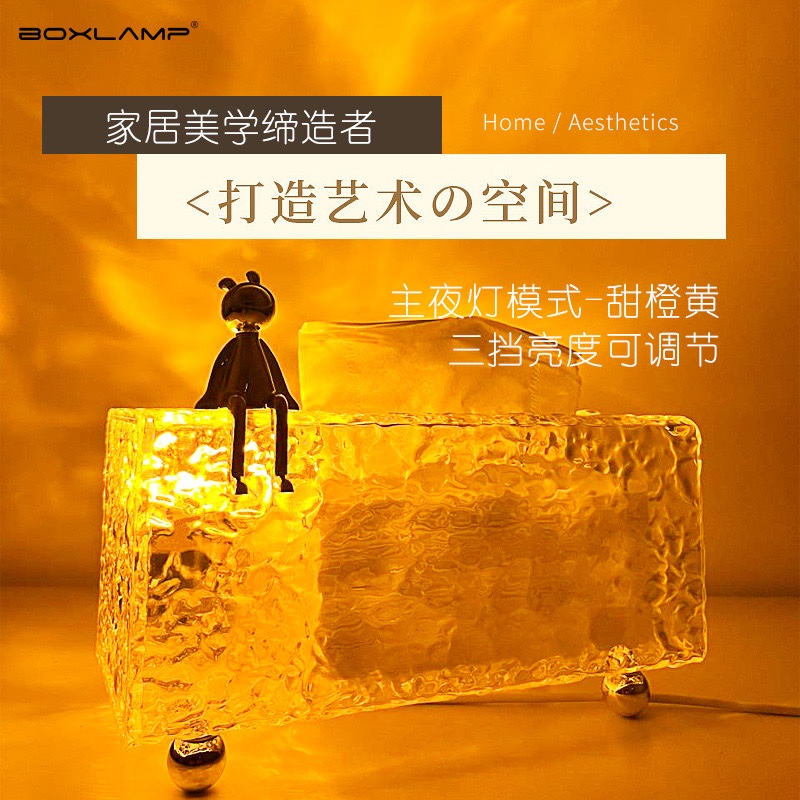 BOXLAMP®
家居美学缔造者
Home / Aesthetics
<打造艺术の空间>
主夜灯模式-甜橙黄
三挡亮度可调节